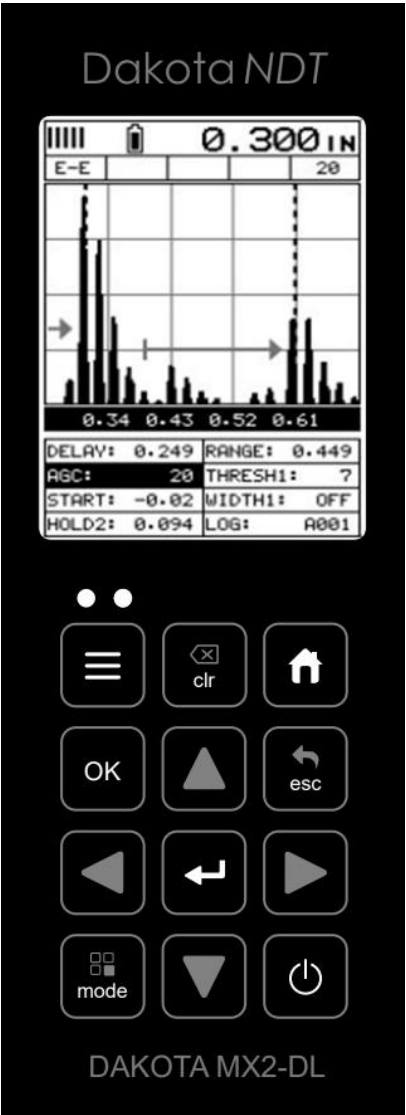 Dakota NDT
0.300 IN
E-E 20
0.34 0.43 0.52 0.61
DELAY: 0.249 RANGE: 0.449
AGC: 20 THRESH1: 7
START: -0.02 WIDTH1: OFF
HOLD2: 0.094 LOG: A001
clr
OK
esc
mode
DAKOTA MX2-DL